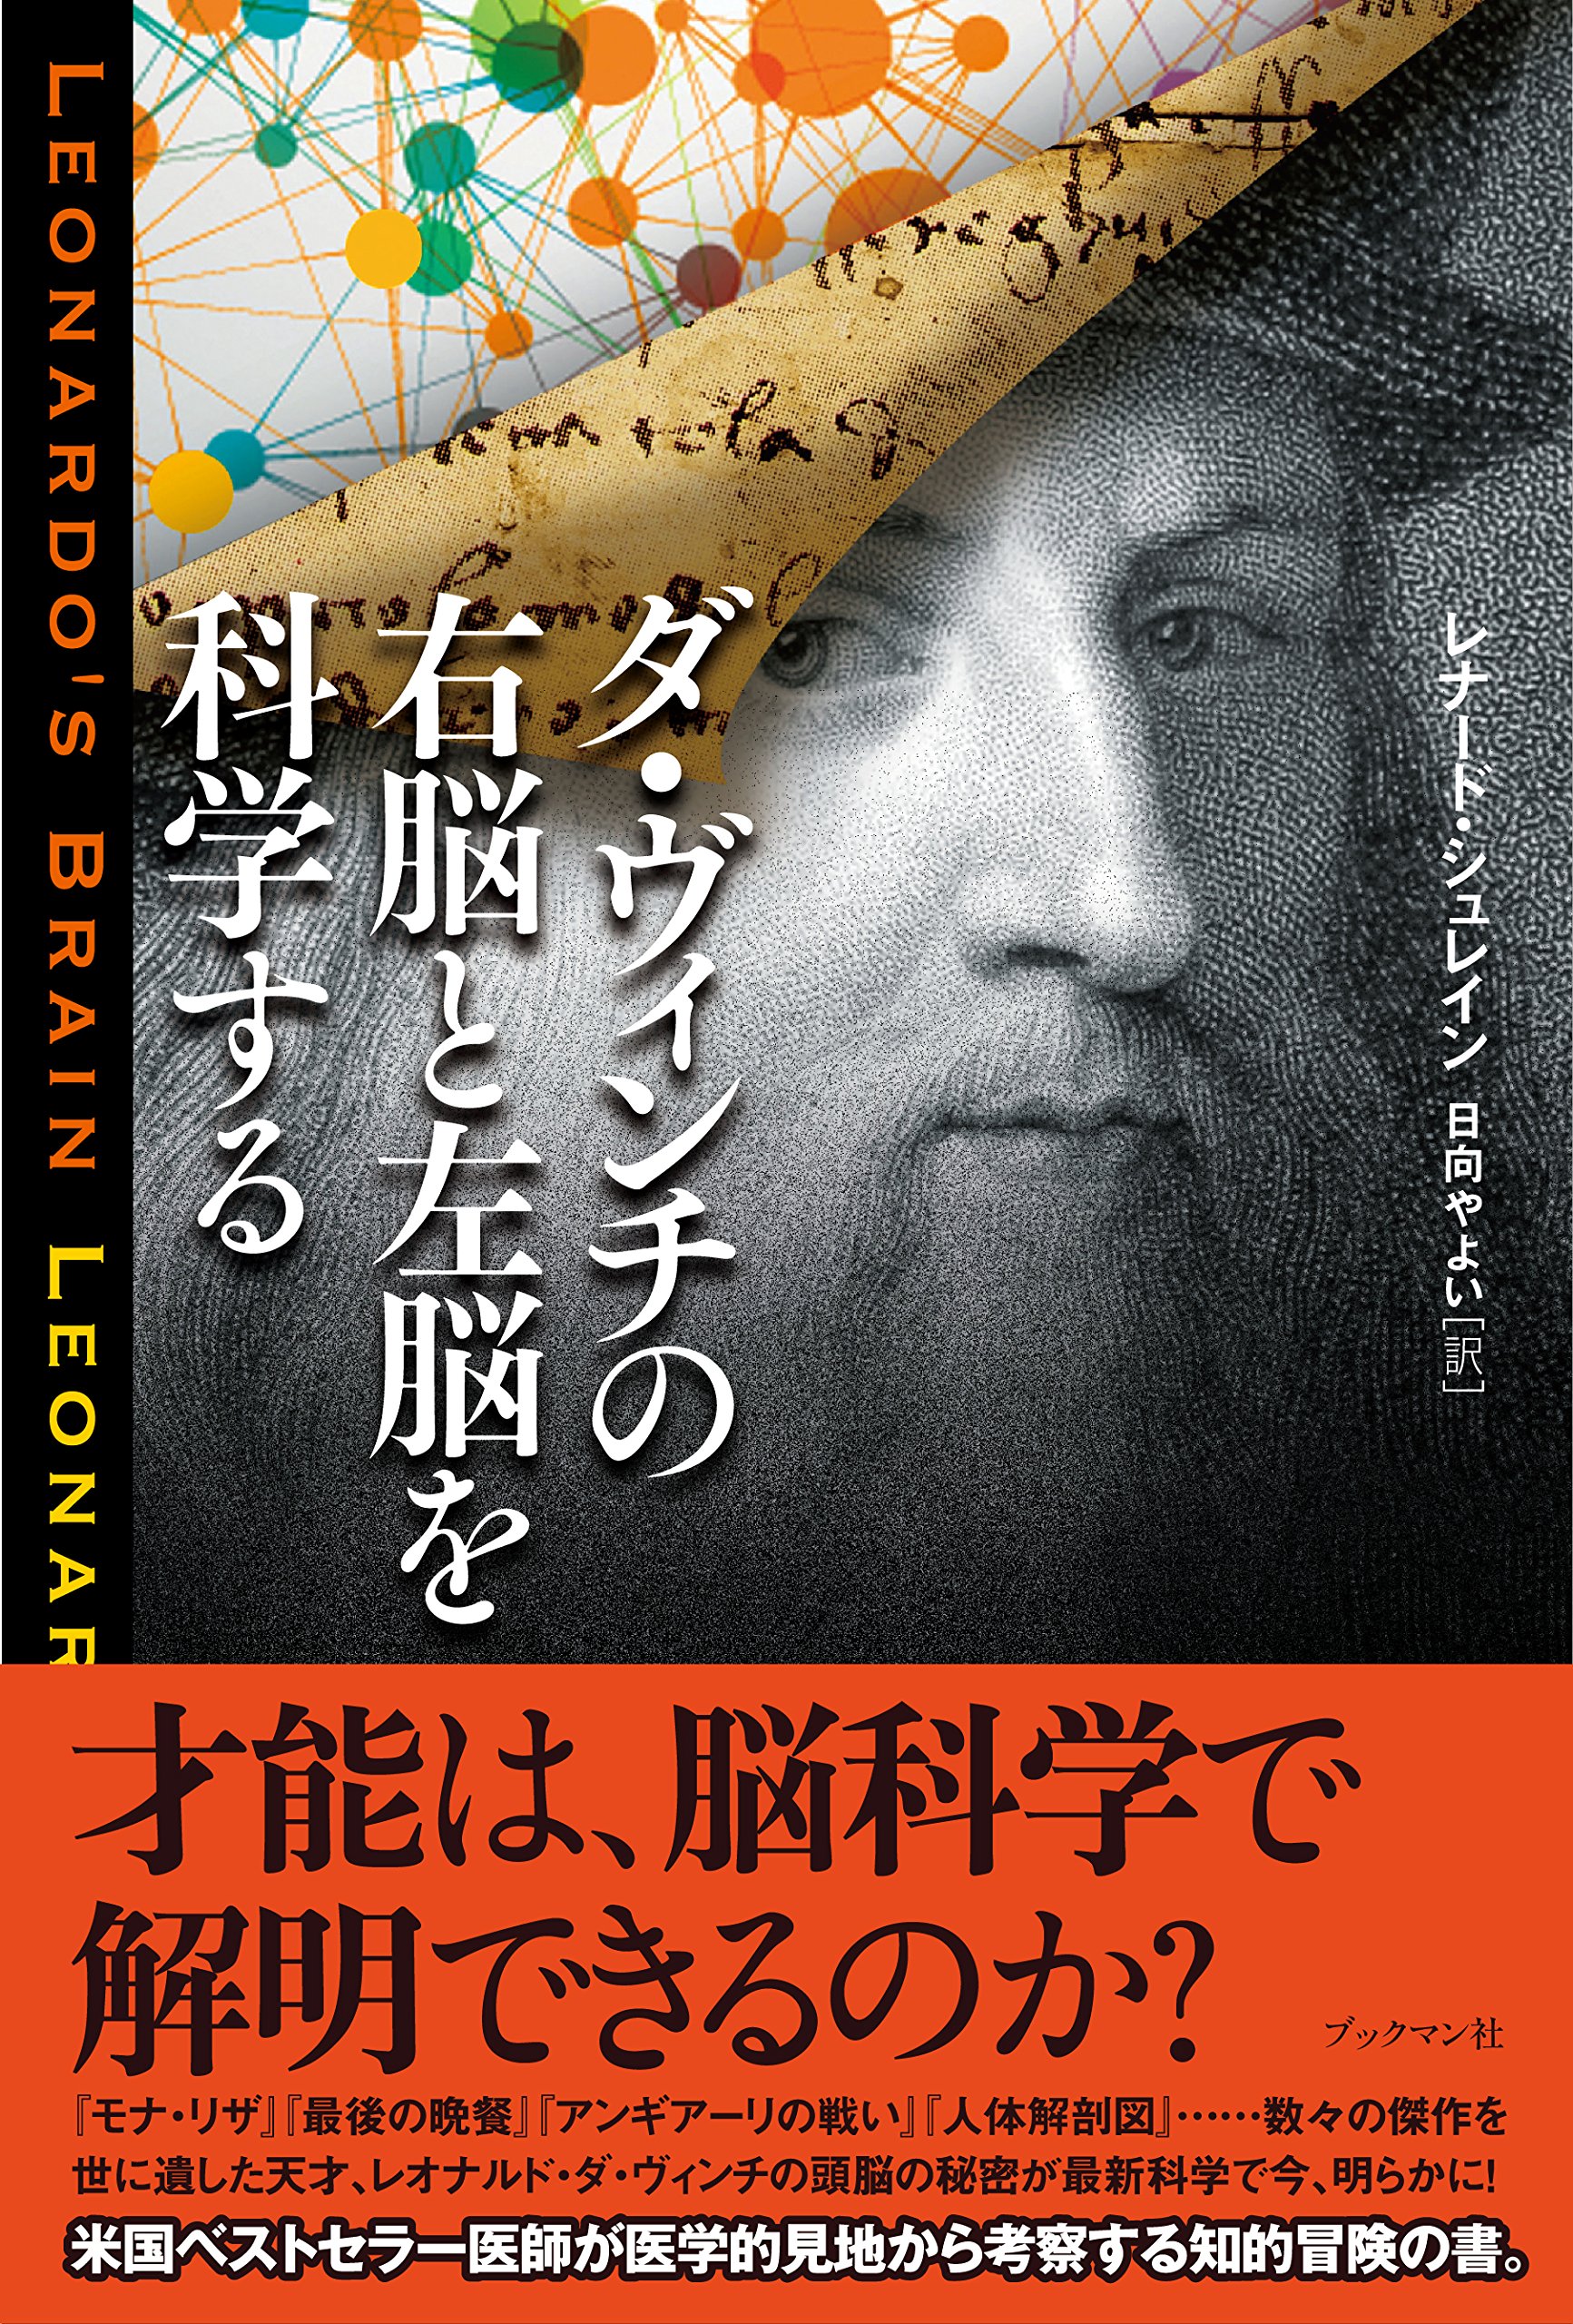 LEONARDO'S BRAIN LEONAR
ダ・ヴィンチの
右脳と左脳を
科学する
レナード・シュレイン 日向やよい[訳]
才能は、脳科学で
解明できるのか?
ブックマン社
『モナ・リザ』『最後の晩餐』『アンギアーリの戦い』『人体解剖図』……数々の傑作を
世に遺した天才、レオナルド・ダ・ヴィンチの頭脳の秘密が最新科学で今、明らかに!
米国ベストセラー医師が医学的見地から考察する知的冒険の書。